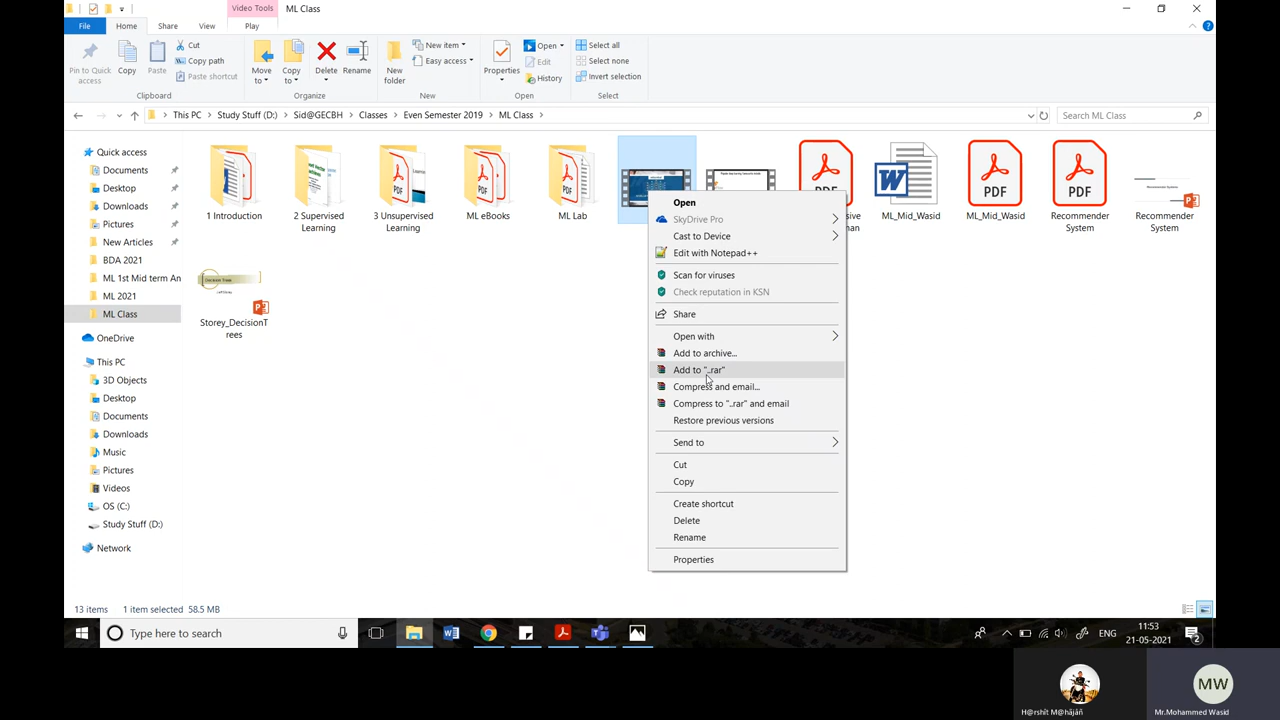 Video Tools
ML Class
File
Home
Share
View
Play
Pin to Quick
access
Copy
Paste
Cut
Copy path
Paste shortcut
Move
to
Copy
to
Delete
Rename
New
folder
New item
Easy access
Properties
Open
Edit
History
Select all
Select none
Invert selection
Clipboard
Organize
New
Open
Select
This PC
Study Stuff (D:)
Sid@GECBH
Classes
Even Semester 2019
ML Class
Search ML Class
Quick access
Documents
Desktop
Downloads
Pictures
New Articles
BDA 2021
ML 1st Mid term An
ML 2021
ML Class
OneDrive
This PC
3D Objects
Desktop
Documents
Downloads
Music
Pictures
Videos
OS (C:)
Study Stuff (D:)
Network
1 Introduction
2 Supervised
Learning
3 Unsupervised
Learning
ML eBooks
ML Lab
PDF
ML_Mid_Wasid
PDF
ML_Mid_Wasid
PDF
Recommender
System
Recommender
System
Storey_DecisionT
rees
Open
SkyDrive Pro
Cast to Device
Edit with Notepad++
Scan for viruses
Check reputation in KSN
Share
Open with
Add to archive...
Add to "..rar"
Compress and email...
Compress to "..rar" and email
Restore previous versions
Send to
Cut
Copy
Create shortcut
Delete
Rename
Properties
13 items
1 item selected
58.5 MB
Type here to search
ENG
11:53
21-05-2021
2
MW
H@rshit M@hãjáñ
Mr.Mohammed Wasid